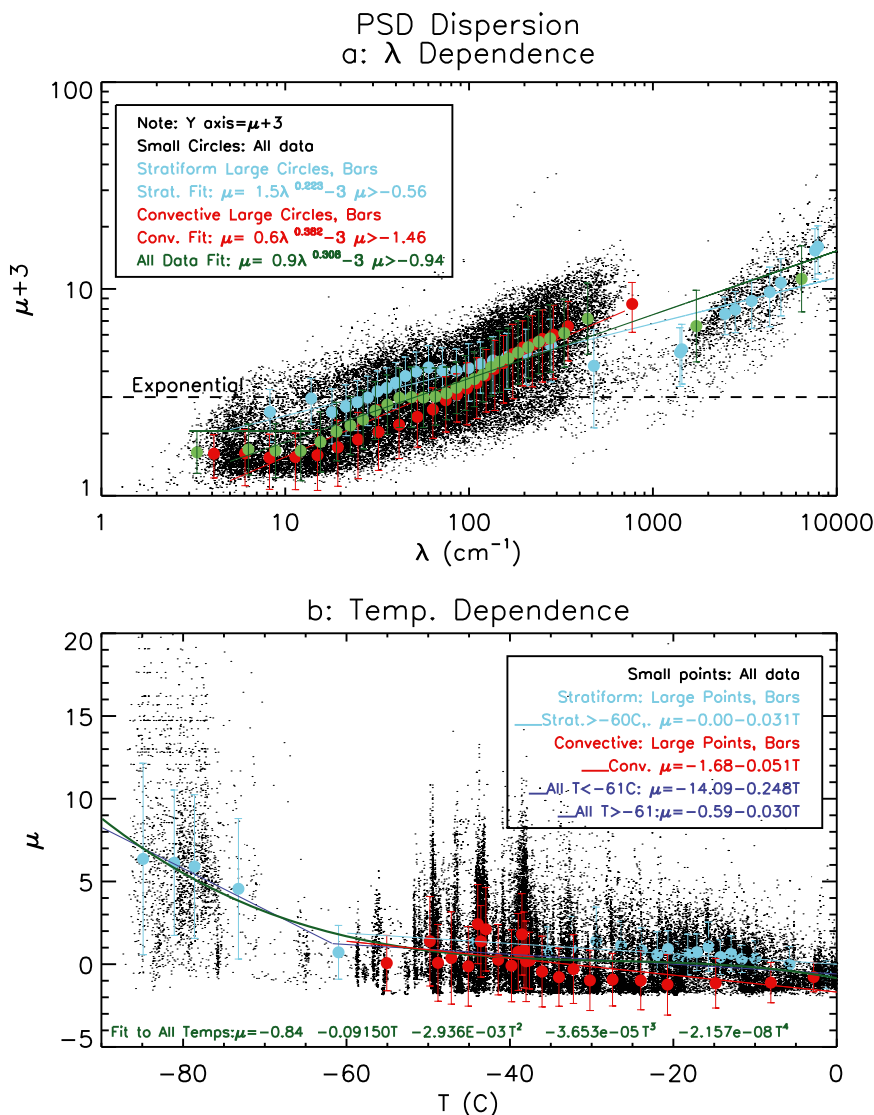 PSD Dispersion
a: λ Dependence
100
10
1
μ+3
Note: Y axis=μ+3
Small Circles: All data
Stratiform Large Circles, Bars
Strat. Fit: μ= 1.5λ^0.223−3 μ>−0.56
Convective Large Circles, Bars
Conv. Fit: μ= 0.6λ^0.382−3 μ>−1.46
All Data Fit: μ= 0.9λ^0.308−3 μ>−0.94
Exponential
1 10 100 1000 10000
λ (cm⁻¹)
b: Temp. Dependence
20
15
10
5
0
−5
μ
Small points: All data
Stratiform: Large Points, Bars
Strat.>−60C,. μ=−0.00−0.031T
Convective: Large Points, Bars
Conv. μ=−1.68−0.051T
All T<−61C: μ=−14.09−0.248T
All T>−61:μ=−0.59−0.030T
Fit to All Temps:μ=−0.84 −0.09150T −2.936E−03T² −3.653e−05T³ −2.157e−08T⁴
−80 −60 −40 −20 0
T (C)